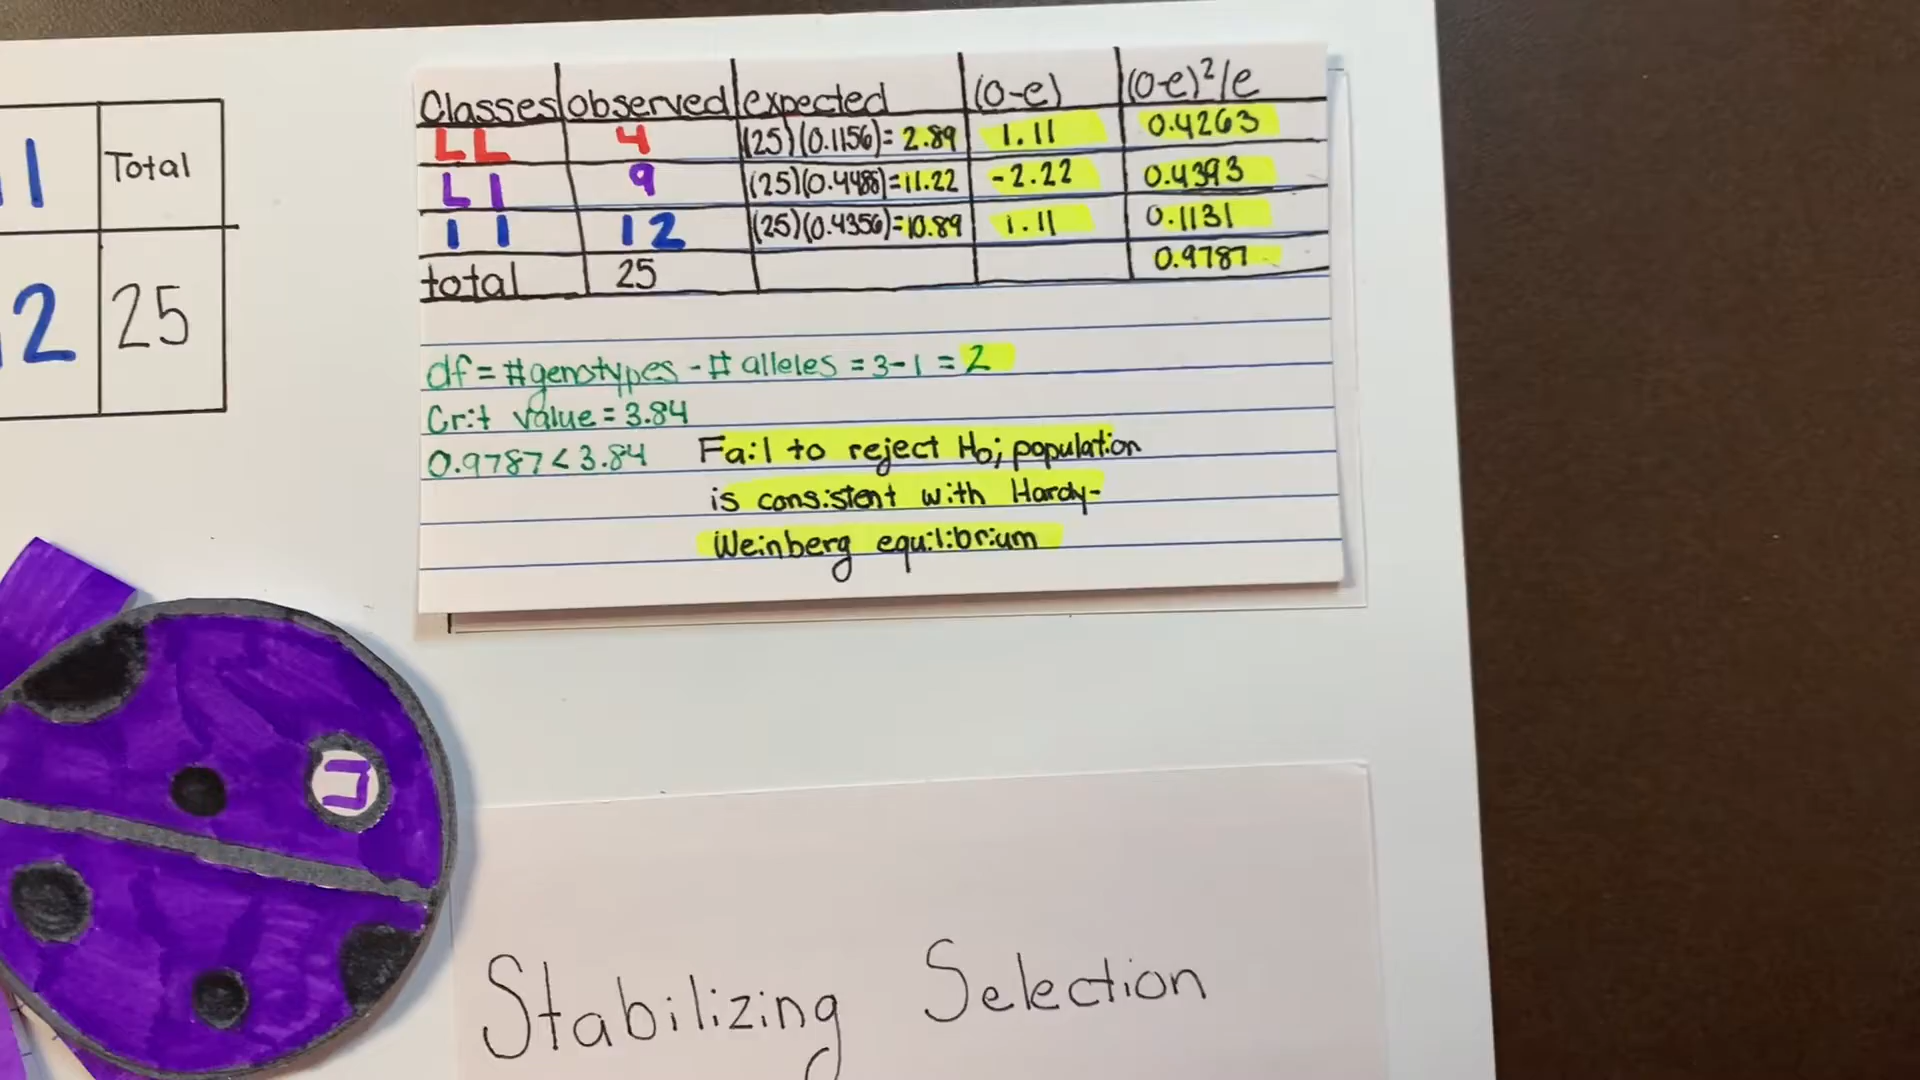 Classes observed expected (o-e) (o-e)²/e
LL 4 (25)(0.1156)=2.89 1.11 0.4263
Ll 9 (25)(0.4488)=11.22 -2.22 0.4393
ll 12 (25)(0.4356)=10.89 1.11 0.1131
total 25 0.9787
ll Total
12 25
df = #genotypes - # alleles = 3-1 = 2
Crit value = 3.84
0.9787 < 3.84 Fail to reject Ho; population
is consistent with Hardy-
Weinberg equilibrium
Stabilizing Selection